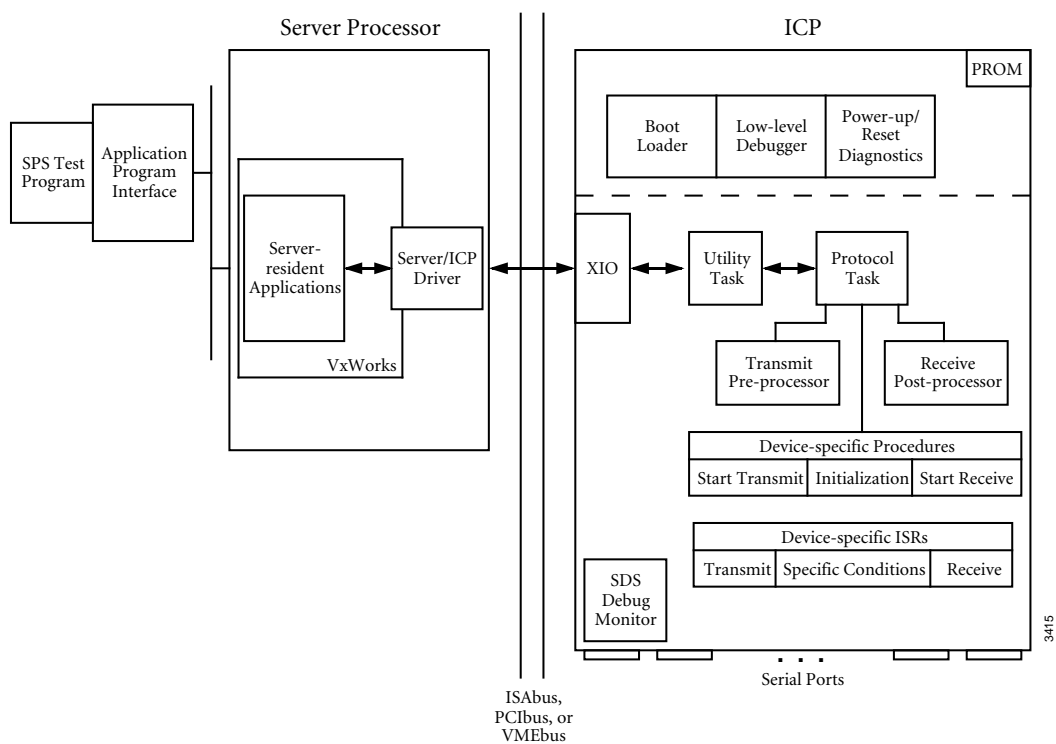 Server Processor
ICP
PROM
Boot
Loader
Low-level
Debugger
Power-up/
Reset
Diagnostics
SPS Test
Program
Application
Program
Interface
Server-
resident
Applications
Server/ICP
Driver
VxWorks
XIO
Utility
Task
Protocol
Task
Transmit
Pre-processor
Receive
Post-processor
Device-specific Procedures
Start Transmit
Initialization
Start Receive
Device-specific ISRs
Transmit
Specific Conditions
Receive
SDS
Debug
Monitor
. . .
Serial Ports
ISAbus,
PCIbus, or
VMEbus
3415